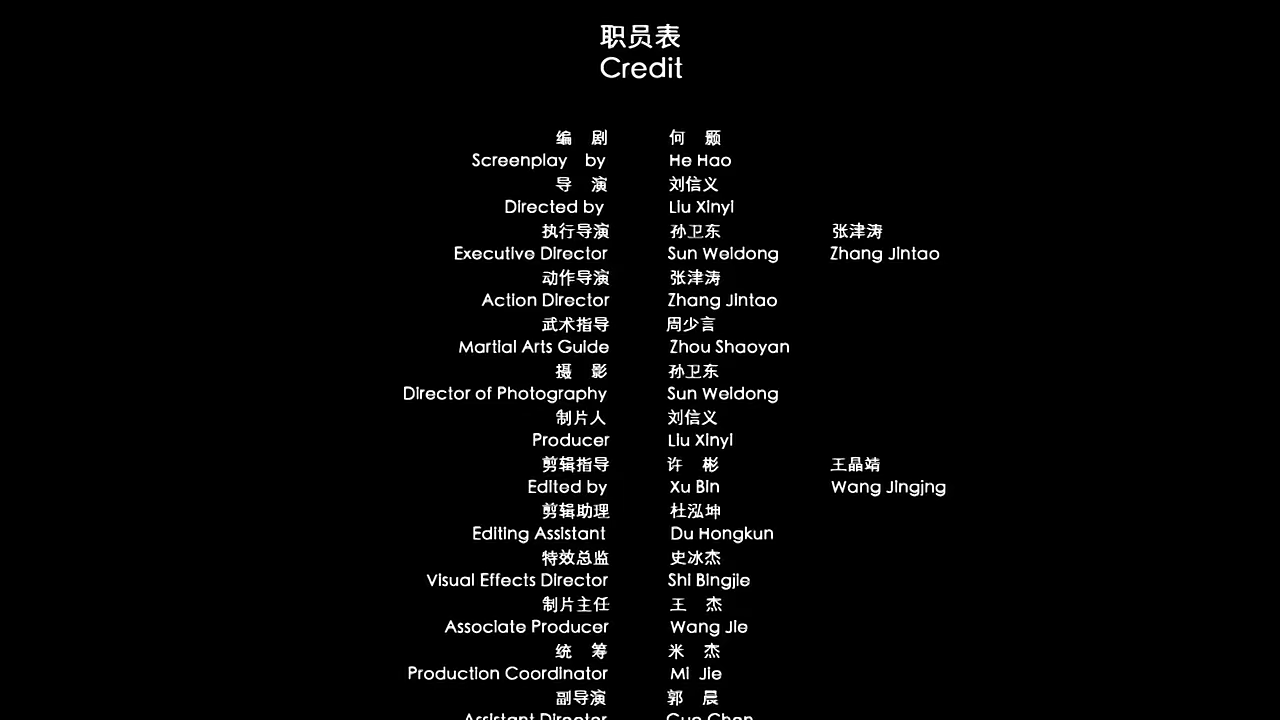 职员表
Credit
编 剧 何 颢
Screenplay by He Hao
导 演 刘信义
Directed by Liu Xinyi
执行导演 孙卫东 张津涛
Executive Director Sun Weidong Zhang Jintao
动作导演 张津涛
Action Director Zhang Jintao
武术指导 周少言
Martial Arts Guide Zhou Shaoyan
摄 影 孙卫东
Director of Photography Sun Weidong
制片人 刘信义
Producer Liu Xinyi
剪辑指导 许 彬 王晶靖
Edited by Xu Bin Wang Jingjng
剪辑助理 杜泓坤
Editing Assistant Du Hongkun
特效总监 史冰杰
Visual Effects Director Shi Bingjie
制片主任 王 杰
Associate Producer Wang Jie
统 筹 米 杰
Production Coordinator Mi Jie
副导演 郭 晨
Assistant Director Guo Chen